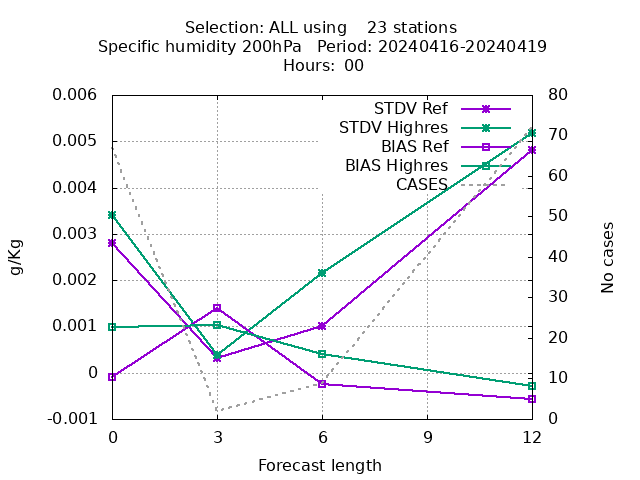 Selection: ALL using    23 stations
Specific humidity 200hPa   Period: 20240416-20240419
Hours: 00
STDV Ref
STDV Highres
BIAS Ref
BIAS Highres
CASES
0.006
0.005
0.004
0.003
0.002
0.001
0
-0.001
g/Kg
80
70
60
50
40
30
20
10
0
No cases
0 3 6 9 12
Forecast length